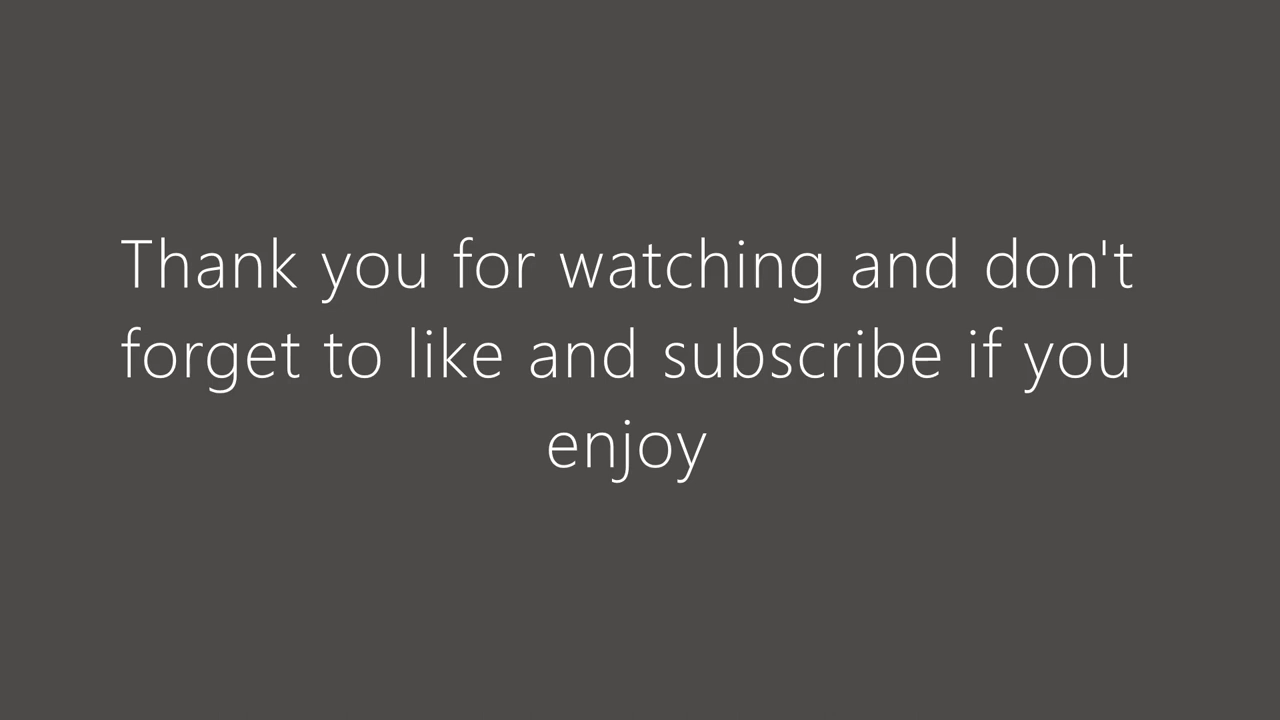 Thank you for watching and don't
forget to like and subscribe if you
enjoy